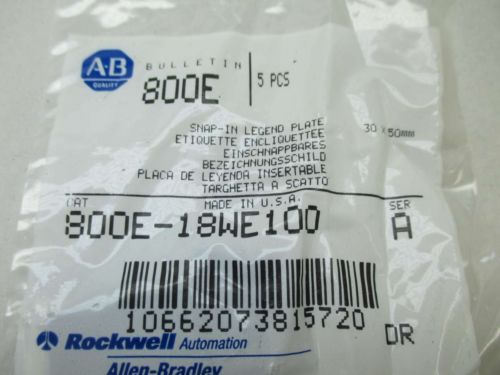 A-B
QUALITY
BULLETIN
800E
5 PCS
SNAP-IN LEGEND PLATE 30 x 50mm
ETIQUETTE ENCLIQUETTEE
EINSCHNAPPBARES
BEZEICHNUNGSSCHILD
PLACA DE LEYENDA INSERTABLE
TARGHETTA A SCATTO
CAT MADE IN U.S.A. SER
800E-18WE100 A
10662073815720 DR
Rockwell Automation
Allen-Bradley